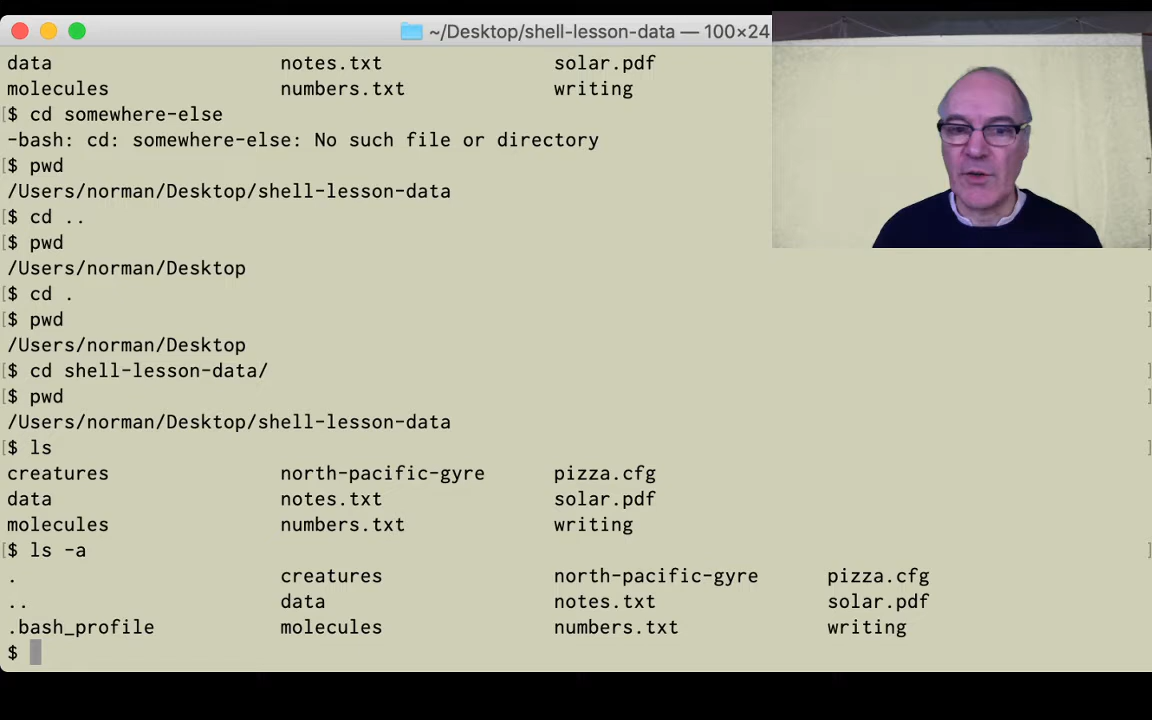 ~/Desktop/shell-lesson-data — 100×24
data notes.txt solar.pdf
molecules numbers.txt writing
[$ cd somewhere-else
-bash: cd: somewhere-else: No such file or directory
[$ pwd ]
/Users/norman/Desktop/shell-lesson-data
[$ cd .. ]
[$ pwd ]
/Users/norman/Desktop
[$ cd . ]
[$ pwd ]
/Users/norman/Desktop
[$ cd shell-lesson-data/ ]
[$ pwd ]
/Users/norman/Desktop/shell-lesson-data
[$ ls ]
creatures north-pacific-gyre pizza.cfg
data notes.txt solar.pdf
molecules numbers.txt writing
[$ ls -a ]
. creatures north-pacific-gyre pizza.cfg
.. data notes.txt solar.pdf
.bash_profile molecules numbers.txt writing
$